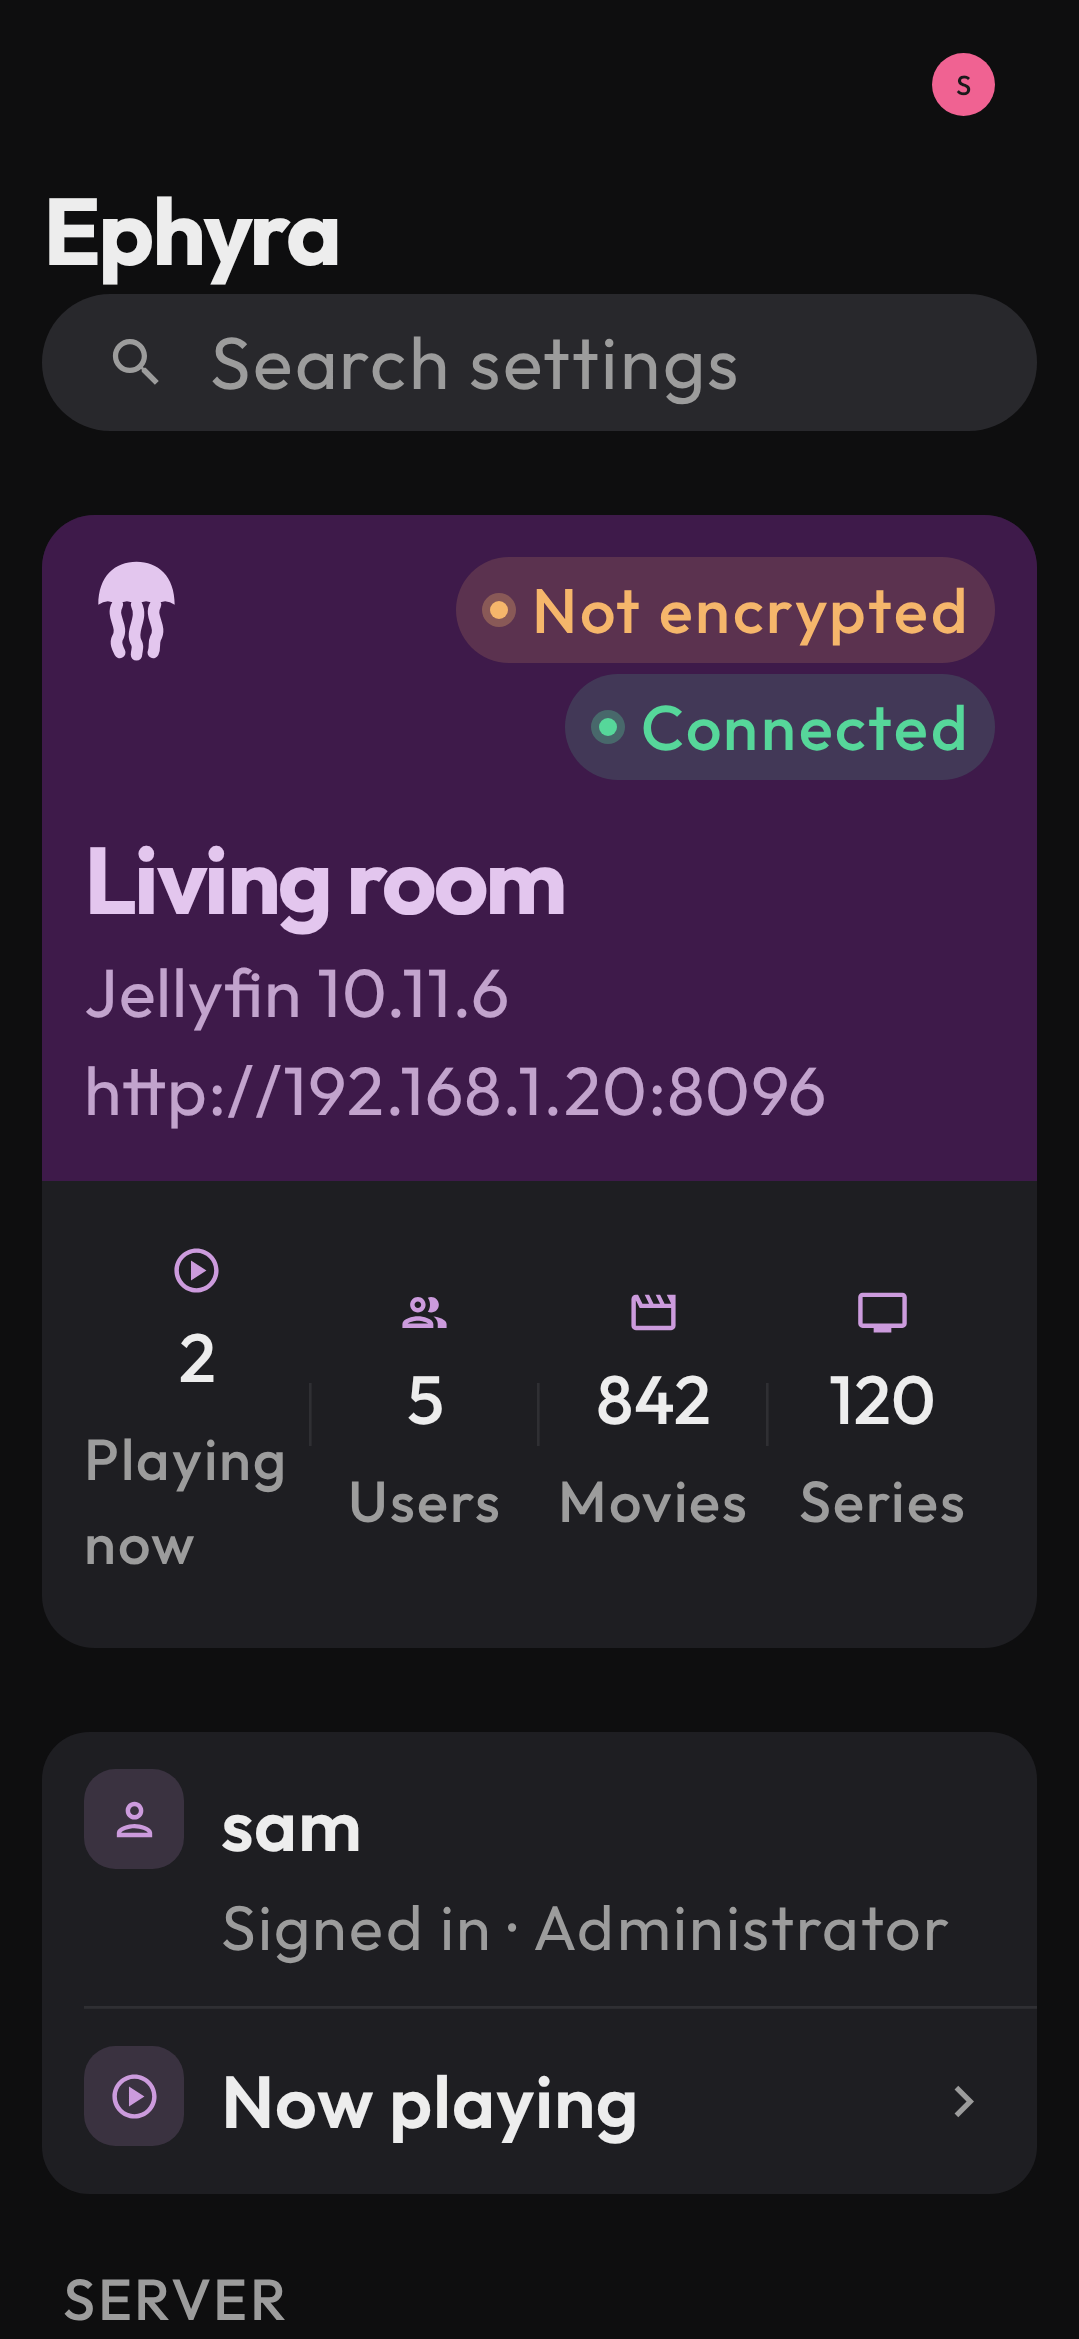 S
Ephyra
Search settings
Not encrypted
Connected
Living room
Jellyfin 10.11.6
http://192.168.1.20:8096
2
Playing
now
5
Users
842
Movies
120
Series
sam
Signed in · Administrator
Now playing
SERVER